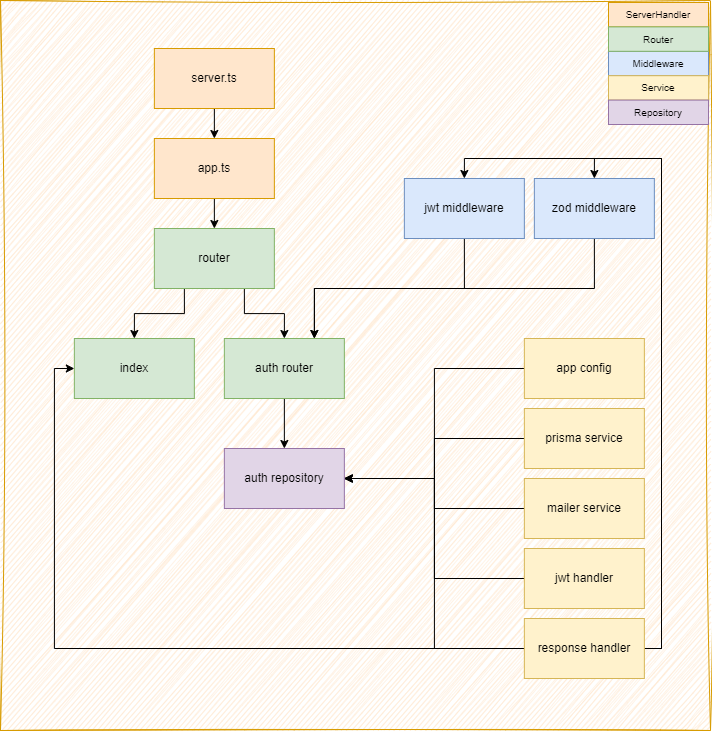 ServerHandler
Router
Middleware
Service
Repository
server.ts
app.ts
router
jwt middleware
zod middleware
index
auth router
auth repository
app config
prisma service
mailer service
jwt handler
response handler